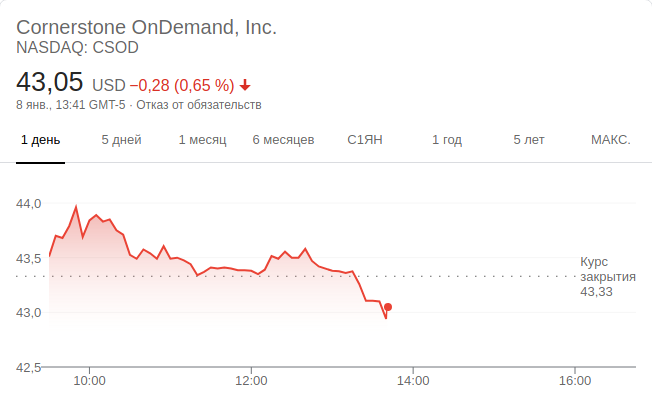 Cornerstone OnDemand, Inc.
NASDAQ: CSOD
43,05 USD −0,28 (0,65 %)
8 янв., 13:41 GMT-5 · Отказ от обязательств
1 день 5 дней 1 месяц 6 месяцев С1ЯН 1 год 5 лет МАКС.
44,0
43,5
43,0
42,5
Курс
закрытия
43,33
10:00 12:00 14:00 16:00